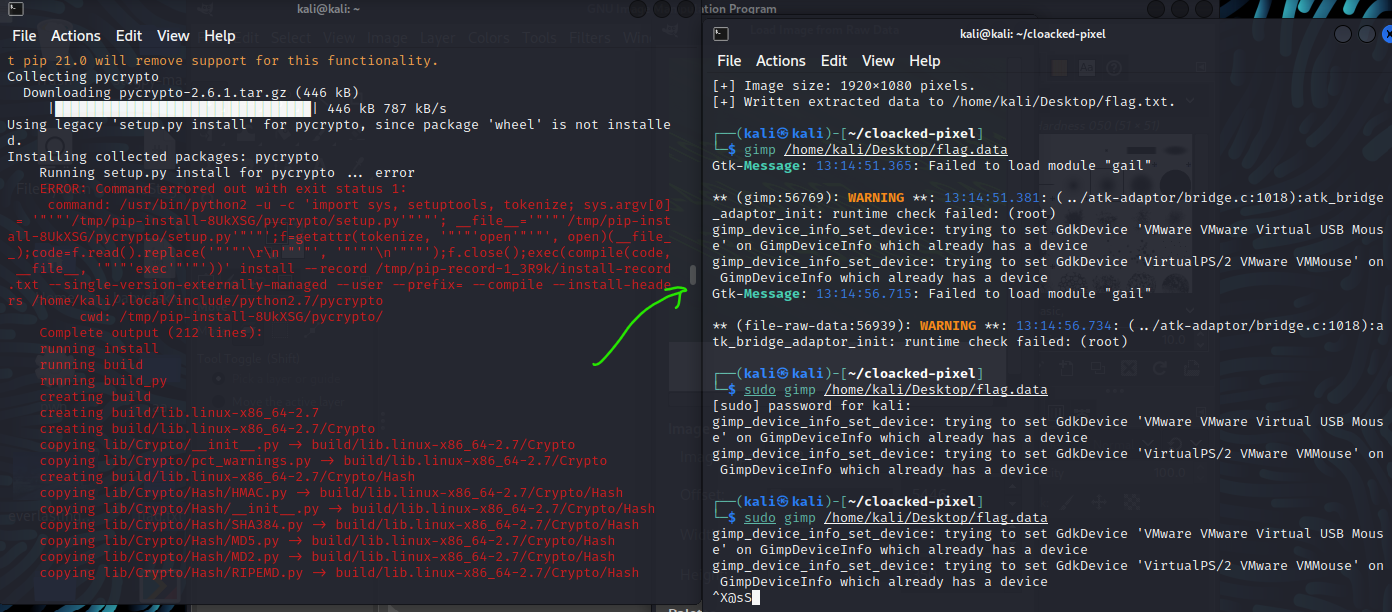 kali@kali: ~
File Actions Edit View Help
t pip 21.0 will remove support for this functionality.
Collecting pycrypto
Downloading pycrypto-2.6.1.tar.gz (446 kB)
| 446 kB 787 kB/s
Using legacy 'setup.py install' for pycrypto, since package 'wheel' is not installe
d.
Installing collected packages: pycrypto
Running setup.py install for pycrypto ... error
ERROR: Command errored out with exit status 1:
command: /usr/bin/python2 -u -c 'import sys, setuptools, tokenize; sys.argv[0]
= '"'"'/tmp/pip-install-8UkXSG/pycrypto/setup.py'"'"'; __file__='"'"'/tmp/pip-inst
all-8UkXSG/pycrypto/setup.py'"'"';f=getattr(tokenize, '"'"'open'"'"', open)(__file_
_);code=f.read().replace('"'"'\r\n'"'"', '"'"'\n'"'"');f.close();exec(compile(code,
__file__, '"'"'exec'"'"'))' install --record /tmp/pip-record-1_3R9k/install-record
.txt --single-version-externally-managed --user --prefix= --compile --install-heade
rs /home/kali/.local/include/python2.7/pycrypto
cwd: /tmp/pip-install-8UkXSG/pycrypto/
Complete output (212 lines):
running install
running build
running build_py
creating build
creating build/lib.linux-x86_64-2.7
creating build/lib.linux-x86_64-2.7/Crypto
copying lib/Crypto/__init__.py → build/lib.linux-x86_64-2.7/Crypto
copying lib/Crypto/pct_warnings.py → build/lib.linux-x86_64-2.7/Crypto
creating build/lib.linux-x86_64-2.7/Crypto/Hash
copying lib/Crypto/Hash/HMAC.py → build/lib.linux-x86_64-2.7/Crypto/Hash
copying lib/Crypto/Hash/__init__.py → build/lib.linux-x86_64-2.7/Crypto/Hash
copying lib/Crypto/Hash/SHA384.py → build/lib.linux-x86_64-2.7/Crypto/Hash
copying lib/Crypto/Hash/MD5.py → build/lib.linux-x86_64-2.7/Crypto/Hash
copying lib/Crypto/Hash/MD2.py → build/lib.linux-x86_64-2.7/Crypto/Hash
copying lib/Crypto/Hash/RIPEMD.py → build/lib.linux-x86_64-2.7/Crypto/Hash
ation Program
kali@kali: ~/cloacked-pixel
File Actions Edit View Help
[+] Image size: 1920×1080 pixels.
[+] Written extracted data to /home/kali/Desktop/flag.txt.
┌──(kali㉿kali)-[~/cloacked-pixel]
└─$ gimp /home/kali/Desktop/flag.data
Gtk-Message: 13:14:51.365: Failed to load module "gail"
** (gimp:56769): WARNING **: 13:14:51.381: (../atk-adaptor/bridge.c:1018):atk_bridge
_adaptor_init: runtime check failed: (root)
gimp_device_info_set_device: trying to set GdkDevice 'VMware VMware Virtual USB Mou
se' on GimpDeviceInfo which already has a device
gimp_device_info_set_device: trying to set GdkDevice 'VirtualPS/2 VMware VMMouse' on
GimpDeviceInfo which already has a device
Gtk-Message: 13:14:56.715: Failed to load module "gail"
** (file-raw-data:56939): WARNING **: 13:14:56.734: (../atk-adaptor/bridge.c:1018):a
tk_bridge_adaptor_init: runtime check failed: (root)
┌──(kali㉿kali)-[~/cloacked-pixel]
└─$ sudo gimp /home/kali/Desktop/flag.data
[sudo] password for kali:
gimp_device_info_set_device: trying to set GdkDevice 'VMware VMware Virtual USB Mous
e' on GimpDeviceInfo which already has a device
gimp_device_info_set_device: trying to set GdkDevice 'VirtualPS/2 VMware VMMouse' on
GimpDeviceInfo which already has a device
┌──(kali㉿kali)-[~/cloacked-pixel]
└─$ sudo gimp /home/kali/Desktop/flag.data
gimp_device_info_set_device: trying to set GdkDevice 'VMware VMware Virtual USB Mous
e' on GimpDeviceInfo which already has a device
gimp_device_info_set_device: trying to set GdkDevice 'VirtualPS/2 VMware VMMouse' on
GimpDeviceInfo which already has a device
^X@sS